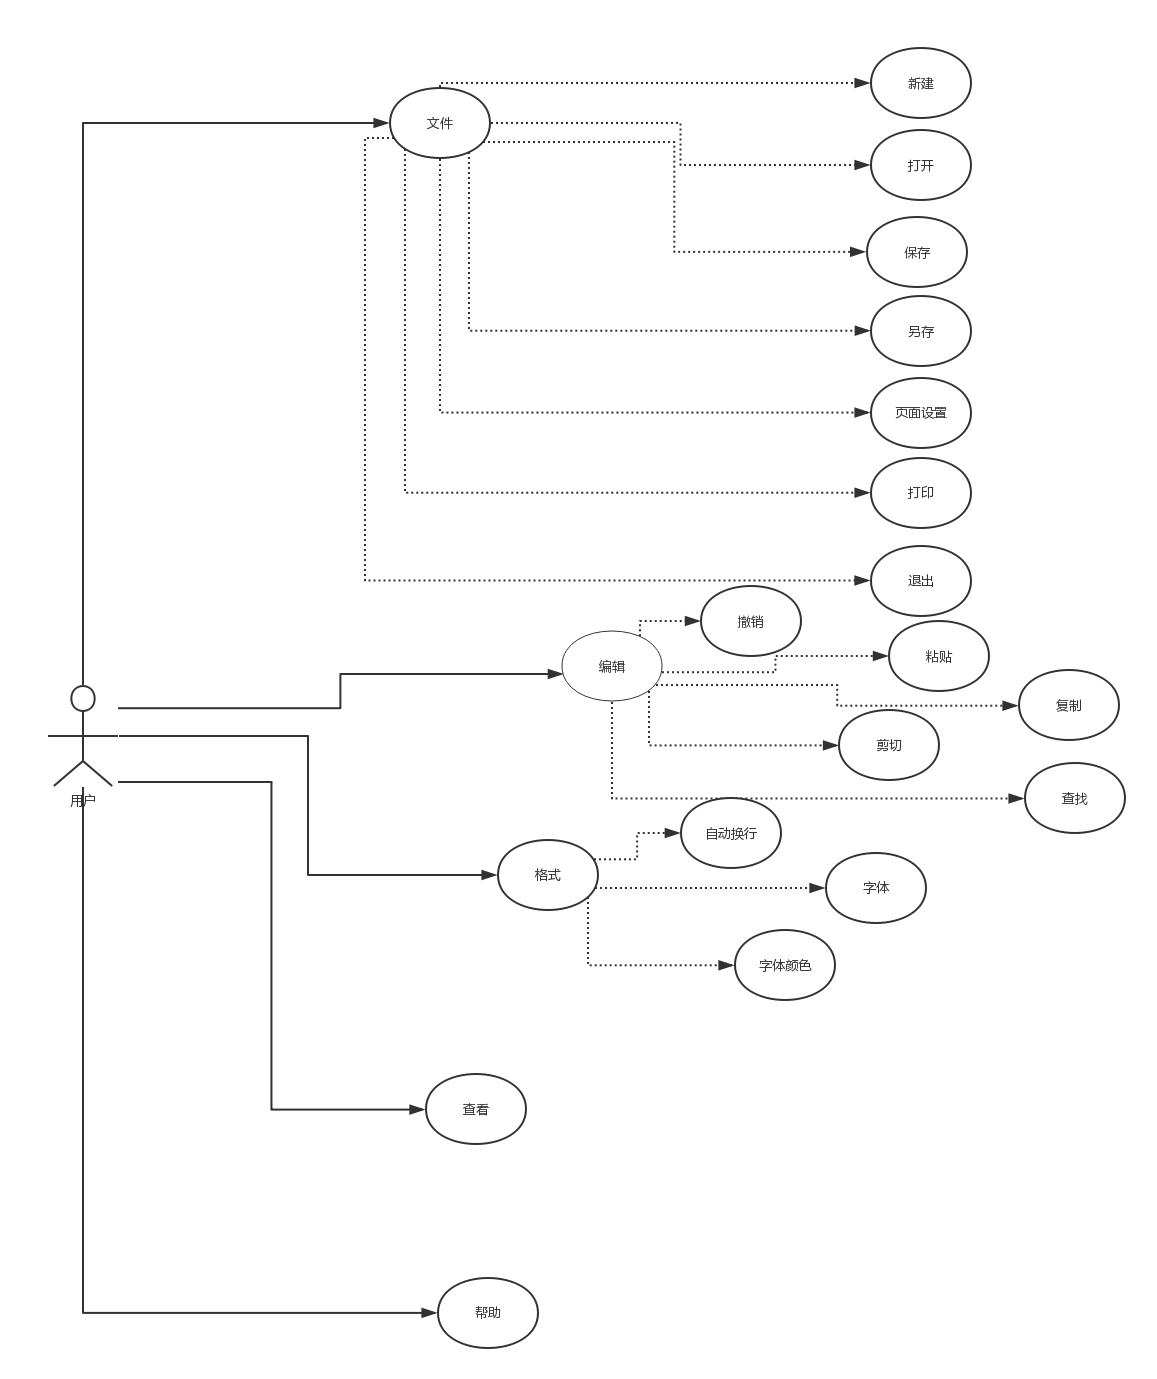 新建
文件
打开
保存
另存
页面设置
打印
退出
撤销
粘贴
编辑
复制
剪切
用户
查找
自动换行
格式
字体
字体颜色
查看
帮助